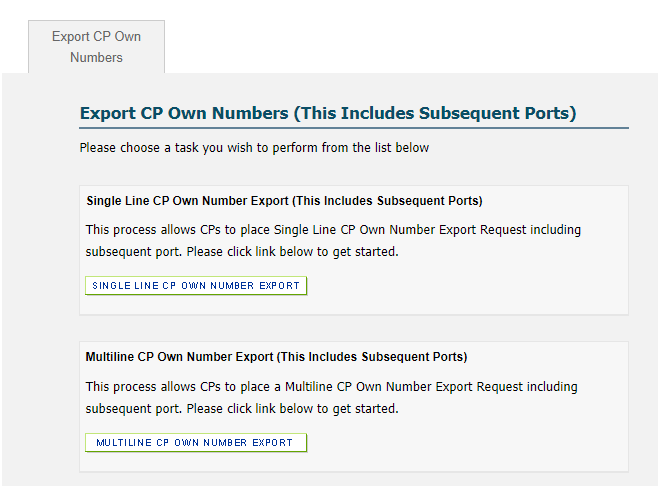 Export CP Own
Numbers
Export CP Own Numbers (This Includes Subsequent Ports)
Please choose a task you wish to perform from the list below
Single Line CP Own Number Export (This Includes Subsequent Ports)
This process allows CPs to place Single Line CP Own Number Export Request including
subsequent port. Please click link below to get started.
SINGLE LINE CP OWN NUMBER EXPORT
Multiline CP Own Number Export (This Includes Subsequent Ports)
This process allows CPs to place a Multiline CP Own Number Export Request including
subsequent port. Please click link below to get started.
MULTILINE CP OWN NUMBER EXPORT